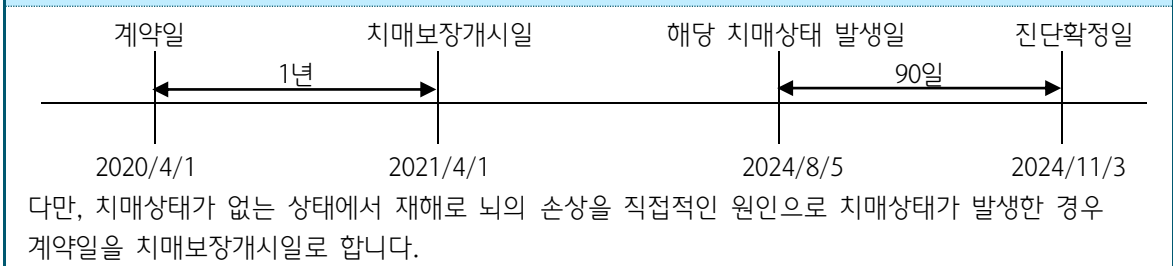 계약일 치매보장개시일 해당 치매상태 발생일 진단확정일
1년 90일
2020/4/1 2021/4/1 2024/8/5 2024/11/3
다만, 치매상태가 없는 상태에서 재해로 뇌의 손상을 직접적인 원인으로 치매상태가 발생한 경우
계약일을 치매보장개시일로 합니다.